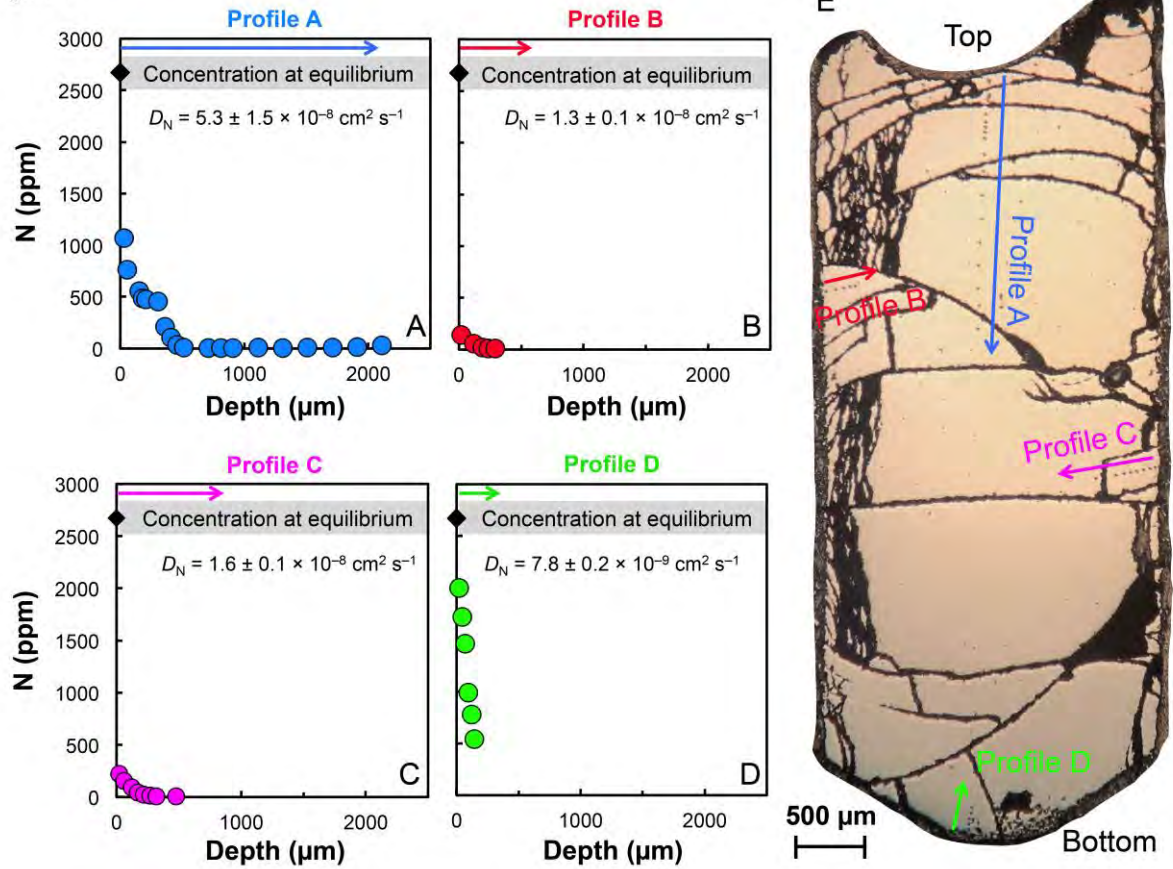 Profile A
3000
2500
2000
1500
1000
500
0
N (ppm)
Concentration at equilibrium
D_N = 5.3 ± 1.5 × 10⁻⁸ cm² s⁻¹
A
0
1000
2000
Depth (µm)
Profile B
Concentration at equilibrium
D_N = 1.3 ± 0.1 × 10⁻⁸ cm² s⁻¹
B
0
1000
2000
Depth (µm)
Profile C
3000
2500
2000
1500
1000
500
0
N (ppm)
Concentration at equilibrium
D_N = 1.6 ± 0.1 × 10⁻⁸ cm² s⁻¹
C
0
1000
2000
Depth (µm)
Profile D
Concentration at equilibrium
D_N = 7.8 ± 0.2 × 10⁻⁹ cm² s⁻¹
D
0
1000
2000
Depth (µm)
E
Top
Profile A
Profile B
Profile C
Profile D
500 µm
Bottom